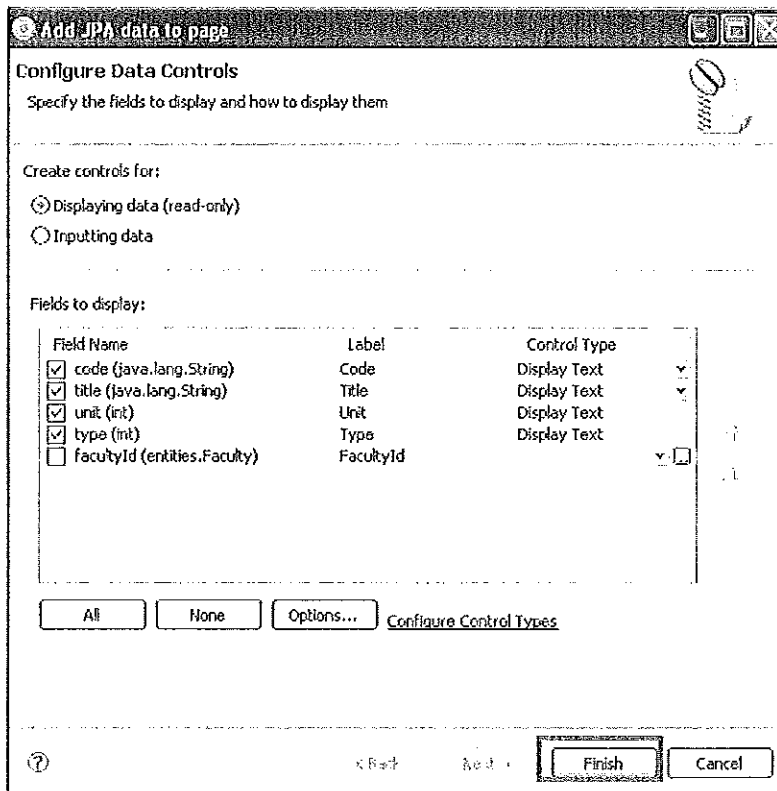 Add JPA data to page
Configure Data Controls
Specify the fields to display and how to display them
Create controls for:
Displaying data (read-only)
Inputting data
Fields to display:
Field Name Label Control Type
code (java.lang.String) Code Display Text
title (java.lang.String) Title Display Text
unit (int) Unit Display Text
type (int) Type Display Text
facultyId (entities.Faculty) FacultyId
All None Options... Configure Control Types
? < Back Next > Finish Cancel